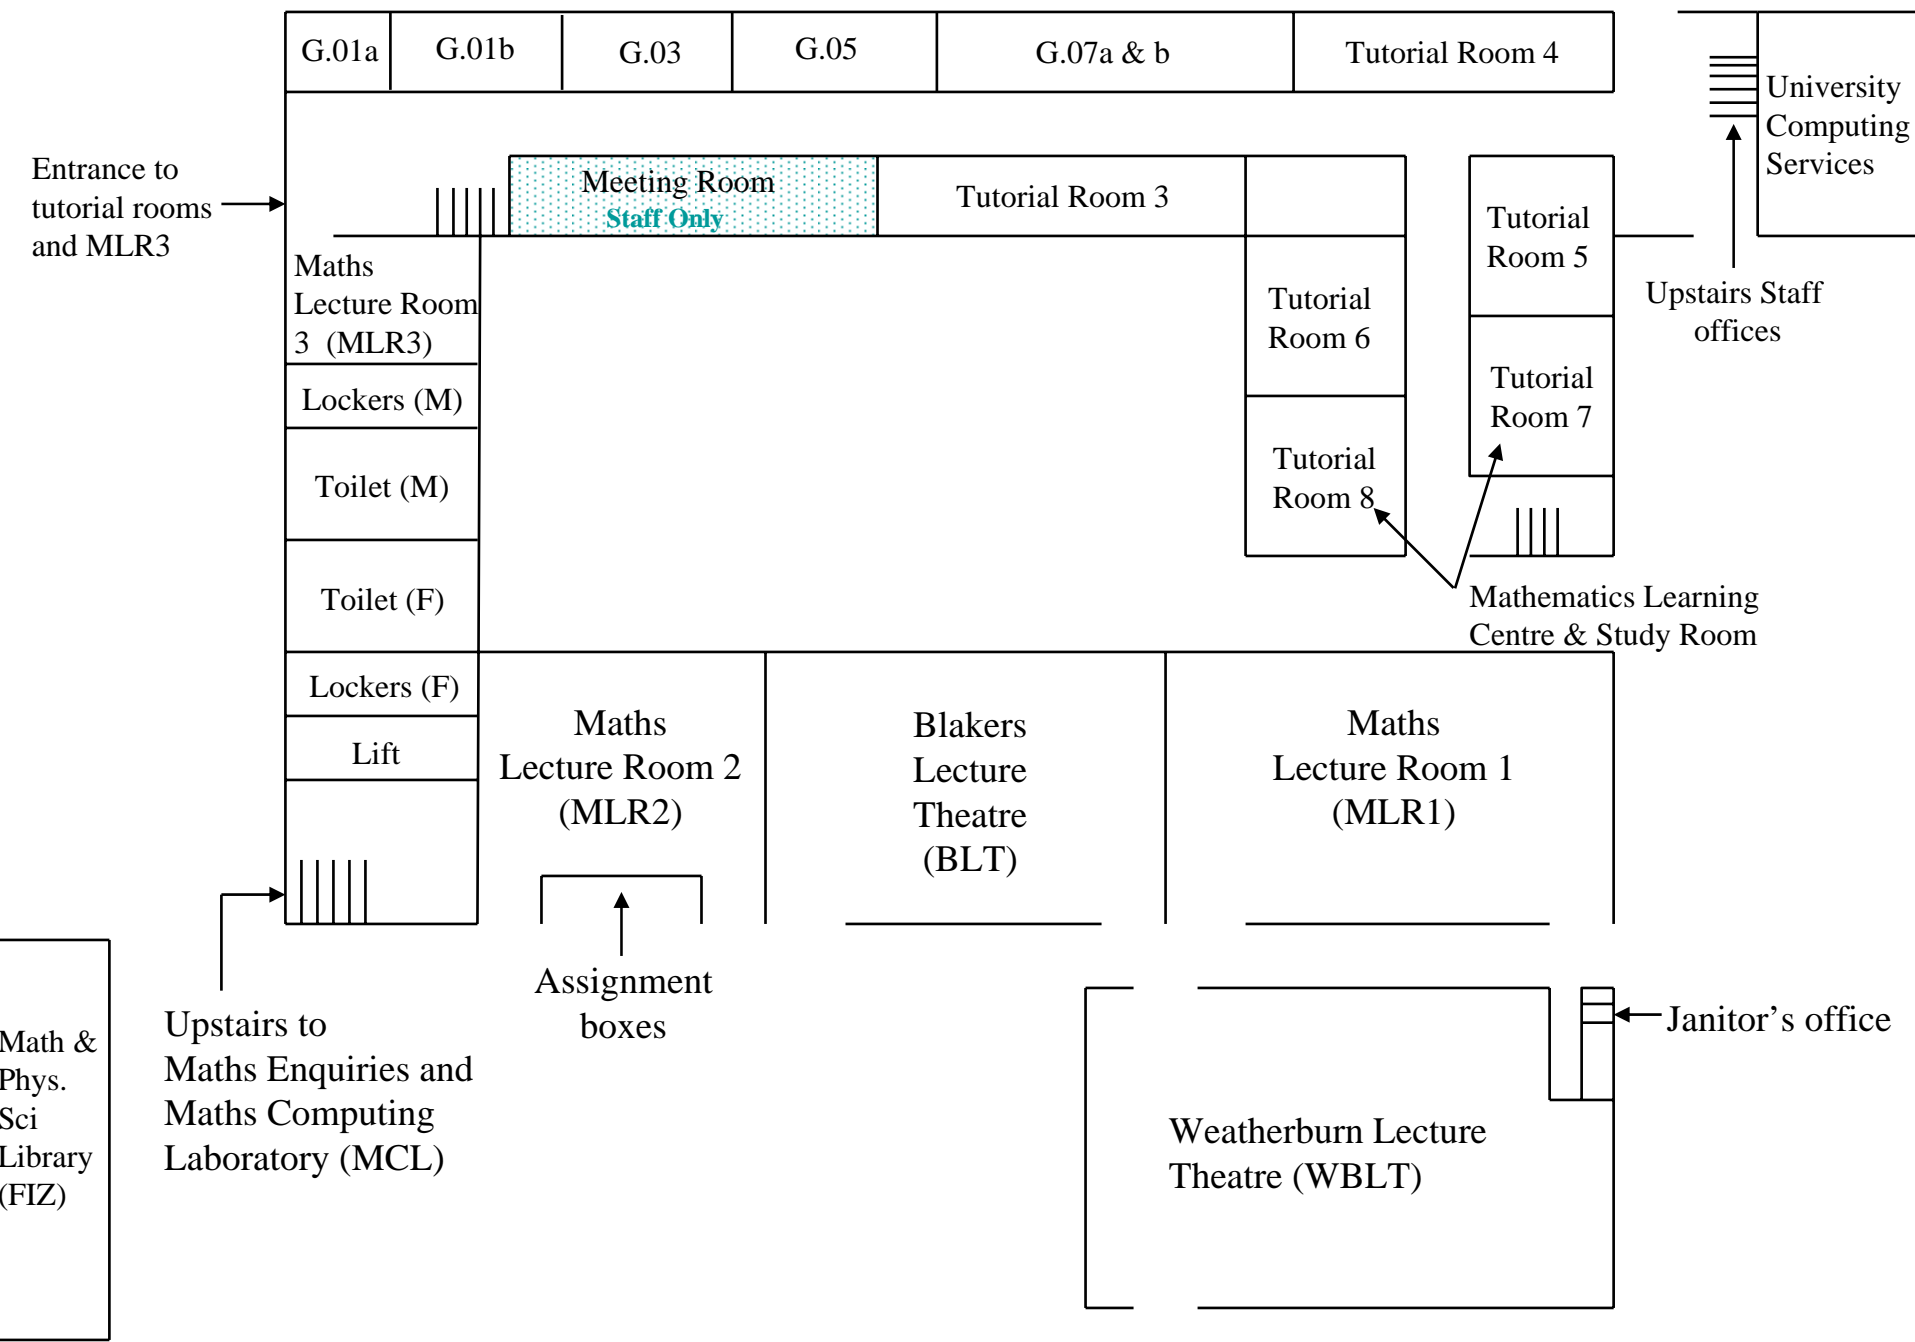 G.01a
G.01b
G.03
G.05
G.07a & b
Tutorial Room 4
University
Computing
Services
Entrance to
tutorial rooms
and MLR3
Meeting Room
Staff Only
Tutorial Room 3
Tutorial
Room 5
Upstairs Staff
offices
Maths
Lecture Room
3 (MLR3)
Tutorial
Room 6
Tutorial
Room 7
Lockers (M)
Toilet (M)
Tutorial
Room 8
Toilet (F)
Mathematics Learning
Centre & Study Room
Lockers (F)
Lift
Maths
Lecture Room 2
(MLR2)
Blakers
Lecture
Theatre
(BLT)
Maths
Lecture Room 1
(MLR1)
Assignment
boxes
Janitor’s office
Upstairs to
Maths Enquiries and
Maths Computing
Laboratory (MCL)
Math &
Phys.
Sci
Library
(FIZ)
Weatherburn Lecture
Theatre (WBLT)